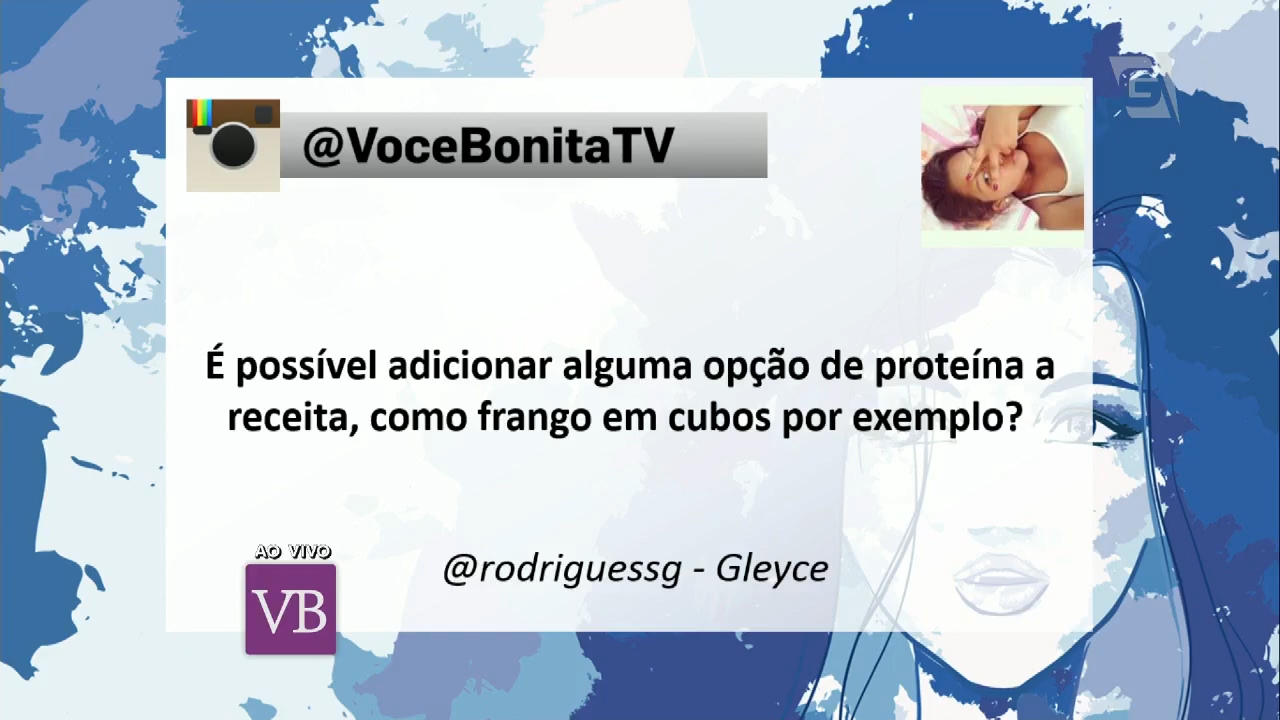 @VoceBonitaTV
É possível adicionar alguma opção de proteína a
receita, como frango em cubos por exemplo?
@rodriguessg - Gleyce
AO VIVO
VB